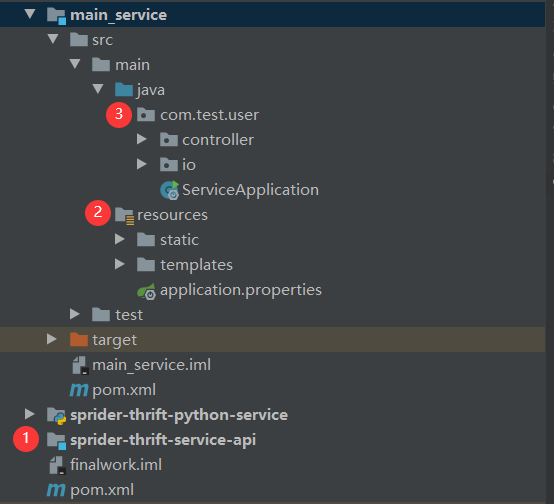 main_service
src
main
java
3 com.test.user
controller
io
ServiceApplication
2 resources
static
templates
application.properties
test
target
main_service.iml
m pom.xml
sprider-thrift-python-service
1 sprider-thrift-service-api
finalwork.iml
m pom.xml